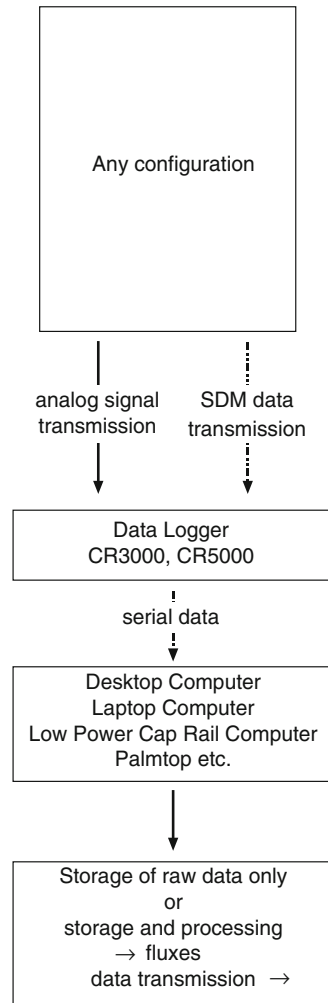 Any configuration
analog signal
transmission
SDM data
transmission
Data Logger
CR3000, CR5000
serial data
Desktop Computer
Laptop Computer
Low Power Cap Rail Computer
Palmtop etc.
Storage of raw data only
or
storage and processing
→ fluxes
data transmission →